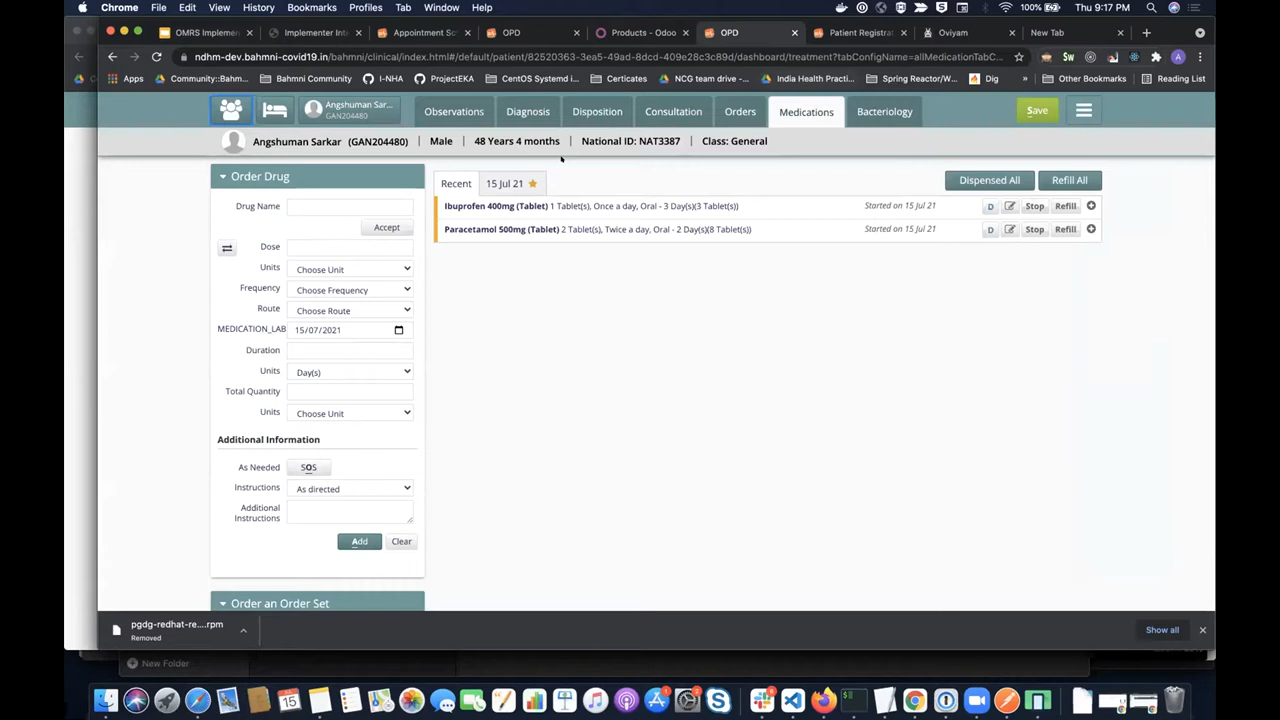 Chrome File Edit View History Bookmarks Profiles Tab Window Help 100% Thu 9:17 PM
OMRS Implemen Implementer Int Appointment Sc OPD Products - Odoo OPD Patient Registrat Oviyam New Tab
ndhm-dev.bahmni-covid19.in/bahmni/clinical/index.html#/default/patient/82520363-3ea5-49ad-8dcd-409e28c3c89d/dashboard/treatment?tabConfigName=allMedicationTabC...
Apps Community::Bahm... Bahmni Community I-NHA ProjectEKA CentOS Systemd i... Certicates NCG team drive -... India Health Practi... Spring Reactor/W... Dig » Other Bookmarks Reading List
Angshuman Sar...
GAN204480
Observations Diagnosis Disposition Consultation Orders Medications Bacteriology Save
Angshuman Sarkar (GAN204480) | Male | 48 Years 4 months | National ID: NAT3387 | Class: General
Order Drug
Drug Name
Accept
Dose
Units Choose Unit
Frequency Choose Frequency
Route Choose Route
MEDICATION_LAB 15/07/2021
Duration
Units Day(s)
Total Quantity
Units Choose Unit
Additional Information
As Needed SOS
Instructions As directed
Additional
Instructions
Add Clear
Order an Order Set
Recent 15 Jul 21 Dispensed All Refill All
Ibuprofen 400mg (Tablet) 1 Tablet(s), Once a day, Oral - 3 Day(s)(3 Tablet(s)) Started on 15 Jul 21 D Stop Refill
Paracetamol 500mg (Tablet) 2 Tablet(s), Twice a day, Oral - 2 Day(s)(8 Tablet(s)) Started on 15 Jul 21 D Stop Refill
pgdg-redhat-re....rpm
Removed
Show all
New Folder